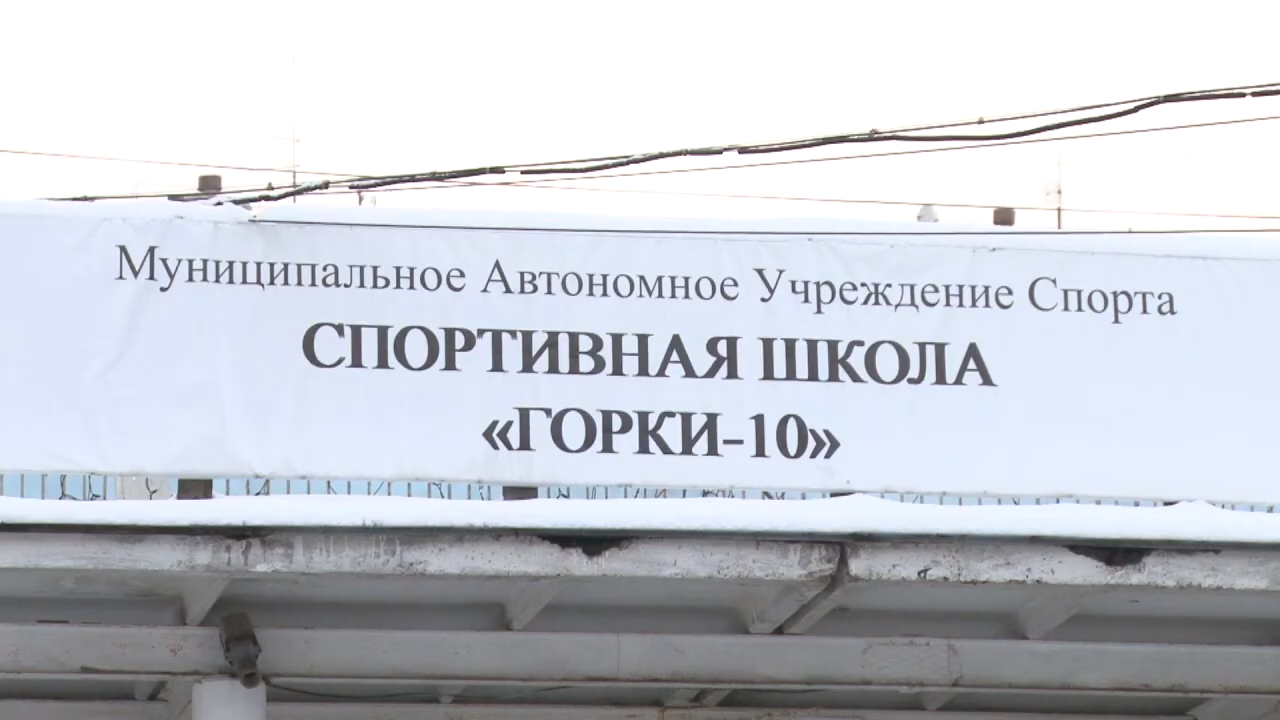 Муниципальное Автономное Учреждение Спорта
СПОРТИВНАЯ ШКОЛА
«ГОРКИ-10»